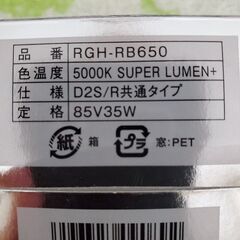 品番 RGH-RB650
色温度 5000K SUPER LUMEN+
仕様 D2S/R共通タイプ
定格 85V35W
紙 箱 プラ 窓:PET